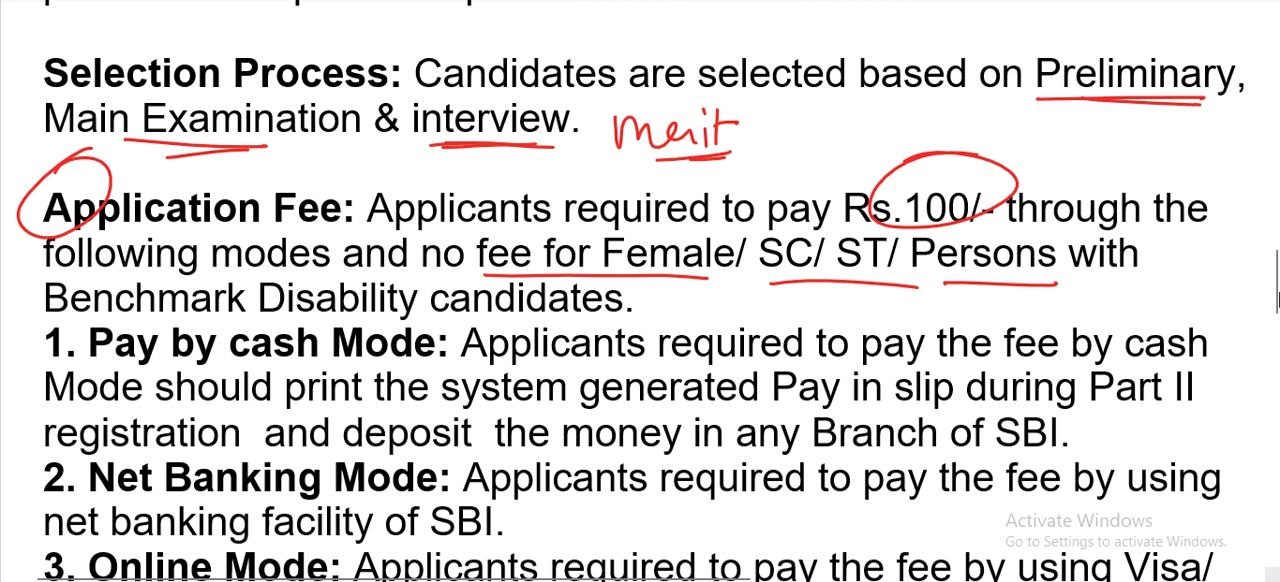 Selection Process: Candidates are selected based on Preliminary,
Main Examination & interview. merit
Application Fee: Applicants required to pay Rs.100/- through the
following modes and no fee for Female/ SC/ ST/ Persons with
Benchmark Disability candidates.
1. Pay by cash Mode: Applicants required to pay the fee by cash
Mode should print the system generated Pay in slip during Part II
registration and deposit the money in any Branch of SBI.
2. Net Banking Mode: Applicants required to pay the fee by using
net banking facility of SBI.
Activate Windows
Go to Settings to activate Windows.
3. Online Mode: Applicants required to pay the fee by using Visa/